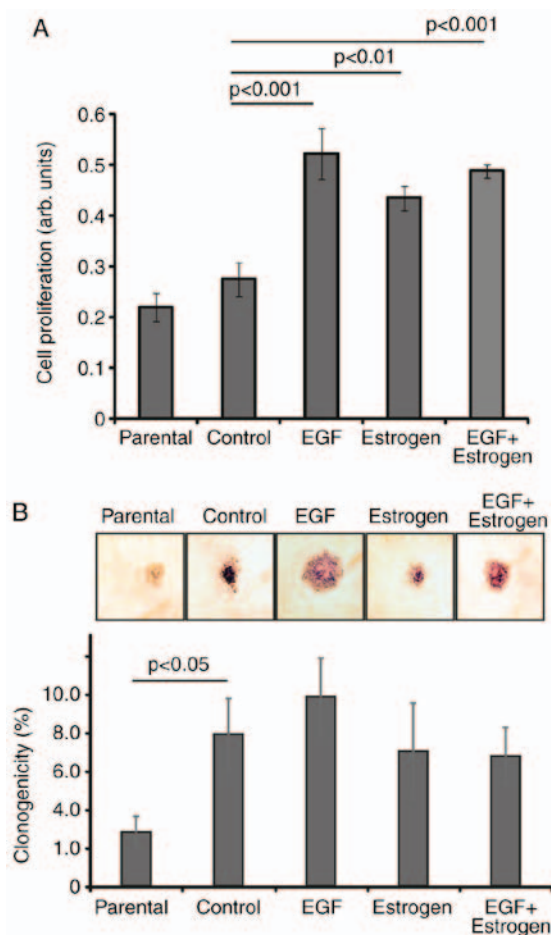 A
p<0.001
p<0.01
p<0.001
Cell proliferation (arb. units)
0.6
0.5
0.4
0.3
0.2
0.1
0
Parental Control EGF Estrogen EGF+
Estrogen
B
Parental Control EGF Estrogen EGF+
Estrogen
p<0.05
Clonogenicity (%)
10.0
8.0
6.0
4.0
1.0
0
Parental Control EGF Estrogen EGF+
Estrogen